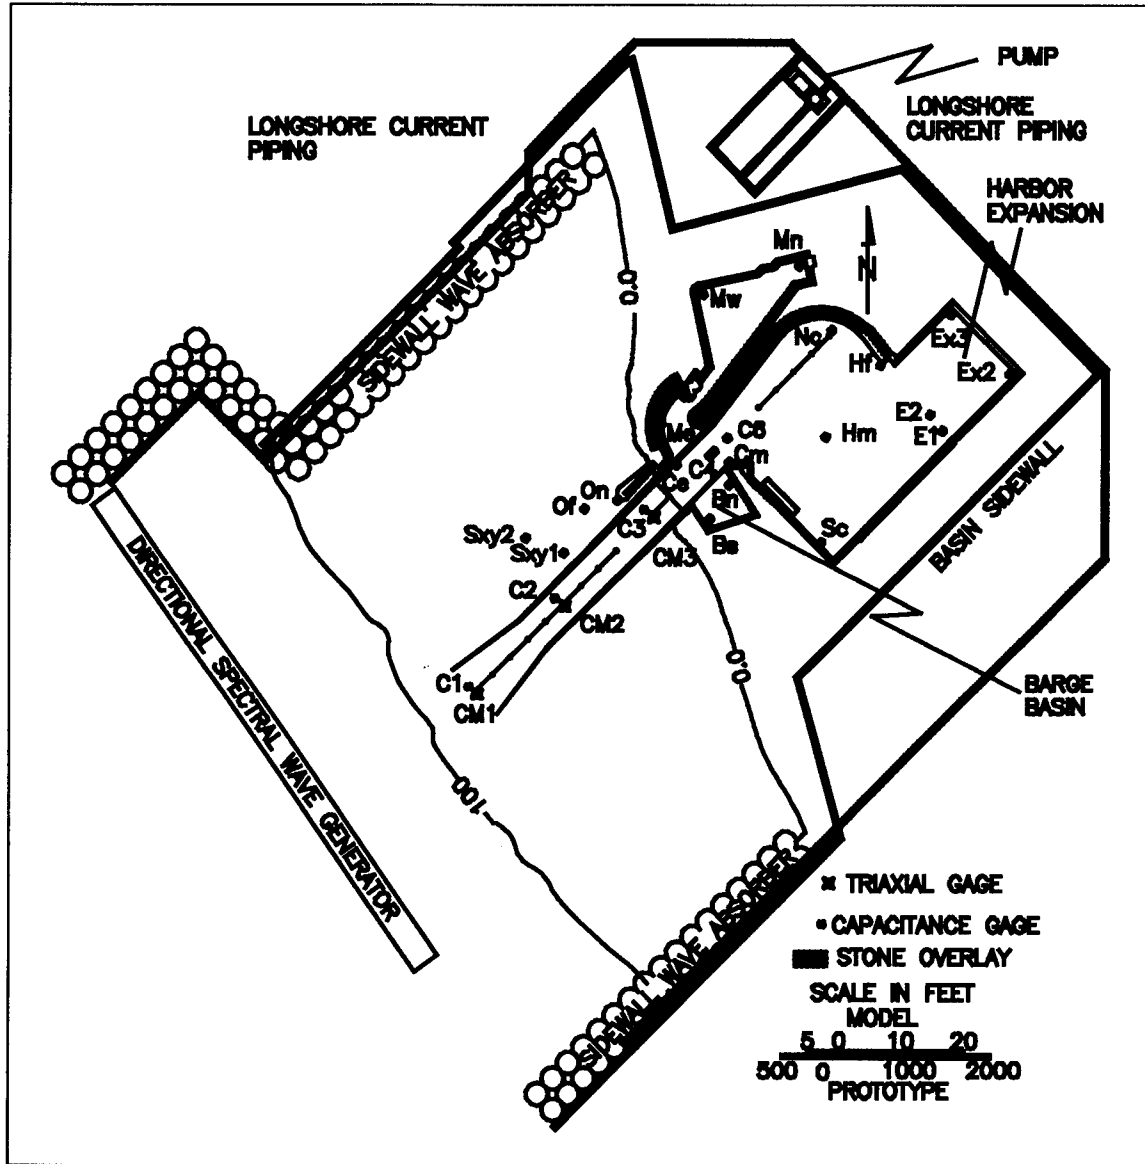 PUMP
LONGSHORE
CURRENT PIPING
LONGSHORE CURRENT
PIPING
HARBOR
EXPANSION
SIDEWALL WAVE ABSORBER
N
Mn
Mw
0.0
Nc
Hf
Ex3
Ex2
E2
E1
Hm
C5
C4
Cm
Ce
Bn
Be
Sc
On
Of
C3
CM3
Sxy2
Sxy1
C2
CM2
C1
CM1
0.0
100
DIRECTIONAL SPECTRAL WAVE GENERATOR
BASIN SIDEWALL
BARGE
BASIN
SIDEWALL WAVE ABSORBER
TRIAXIAL GAGE
CAPACITANCE GAGE
STONE OVERLAY
SCALE IN FEET
MODEL
5 0 10 20
500 0 1000 2000
PROTOTYPE